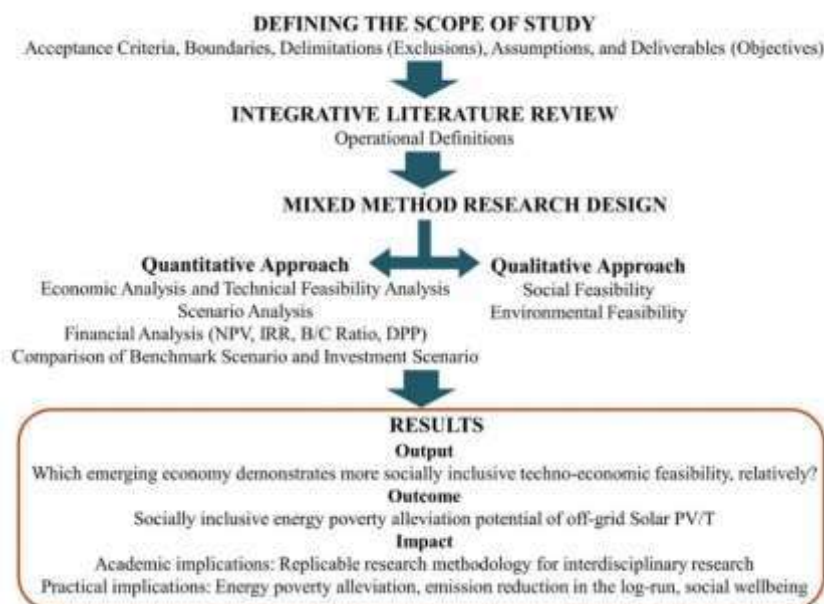 DEFINING THE SCOPE OF STUDY
Acceptance Criteria, Boundaries, Delimitations (Exclusions), Assumptions, and Deliverables (Objectives)
INTEGRATIVE LITERATURE REVIEW
Operational Definitions
MIXED METHOD RESEARCH DESIGN
Quantitative Approach
Economic Analysis and Technical Feasibility Analysis
Scenario Analysis
Financial Analysis (NPV, IRR, B/C Ratio, DPP)
Comparison of Benchmark Scenario and Investment Scenario
Qualitative Approach
Social Feasibility
Environmental Feasibility
RESULTS
Output
Which emerging economy demonstrates more socially inclusive techno-economic feasibility, relatively?
Outcome
Socially inclusive energy poverty alleviation potential of off-grid Solar PV/T
Impact
Academic implications: Replicable research methodology for interdisciplinary research
Practical implications: Energy poverty alleviation, emission reduction in the log-run, social wellbeing